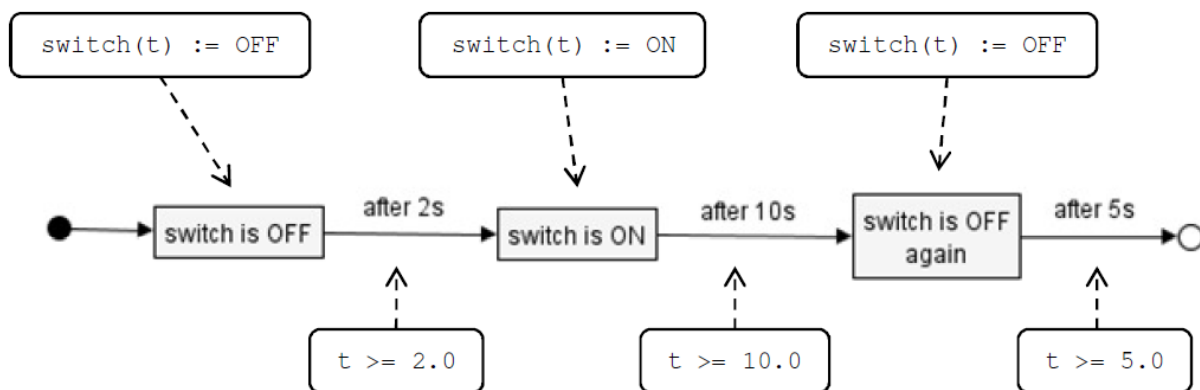 switch(t) := OFF
switch(t) := ON
switch(t) := OFF
switch is OFF
after 2s
switch is ON
after 10s
switch is OFF
again
after 5s
t >= 2.0
t >= 10.0
t >= 5.0